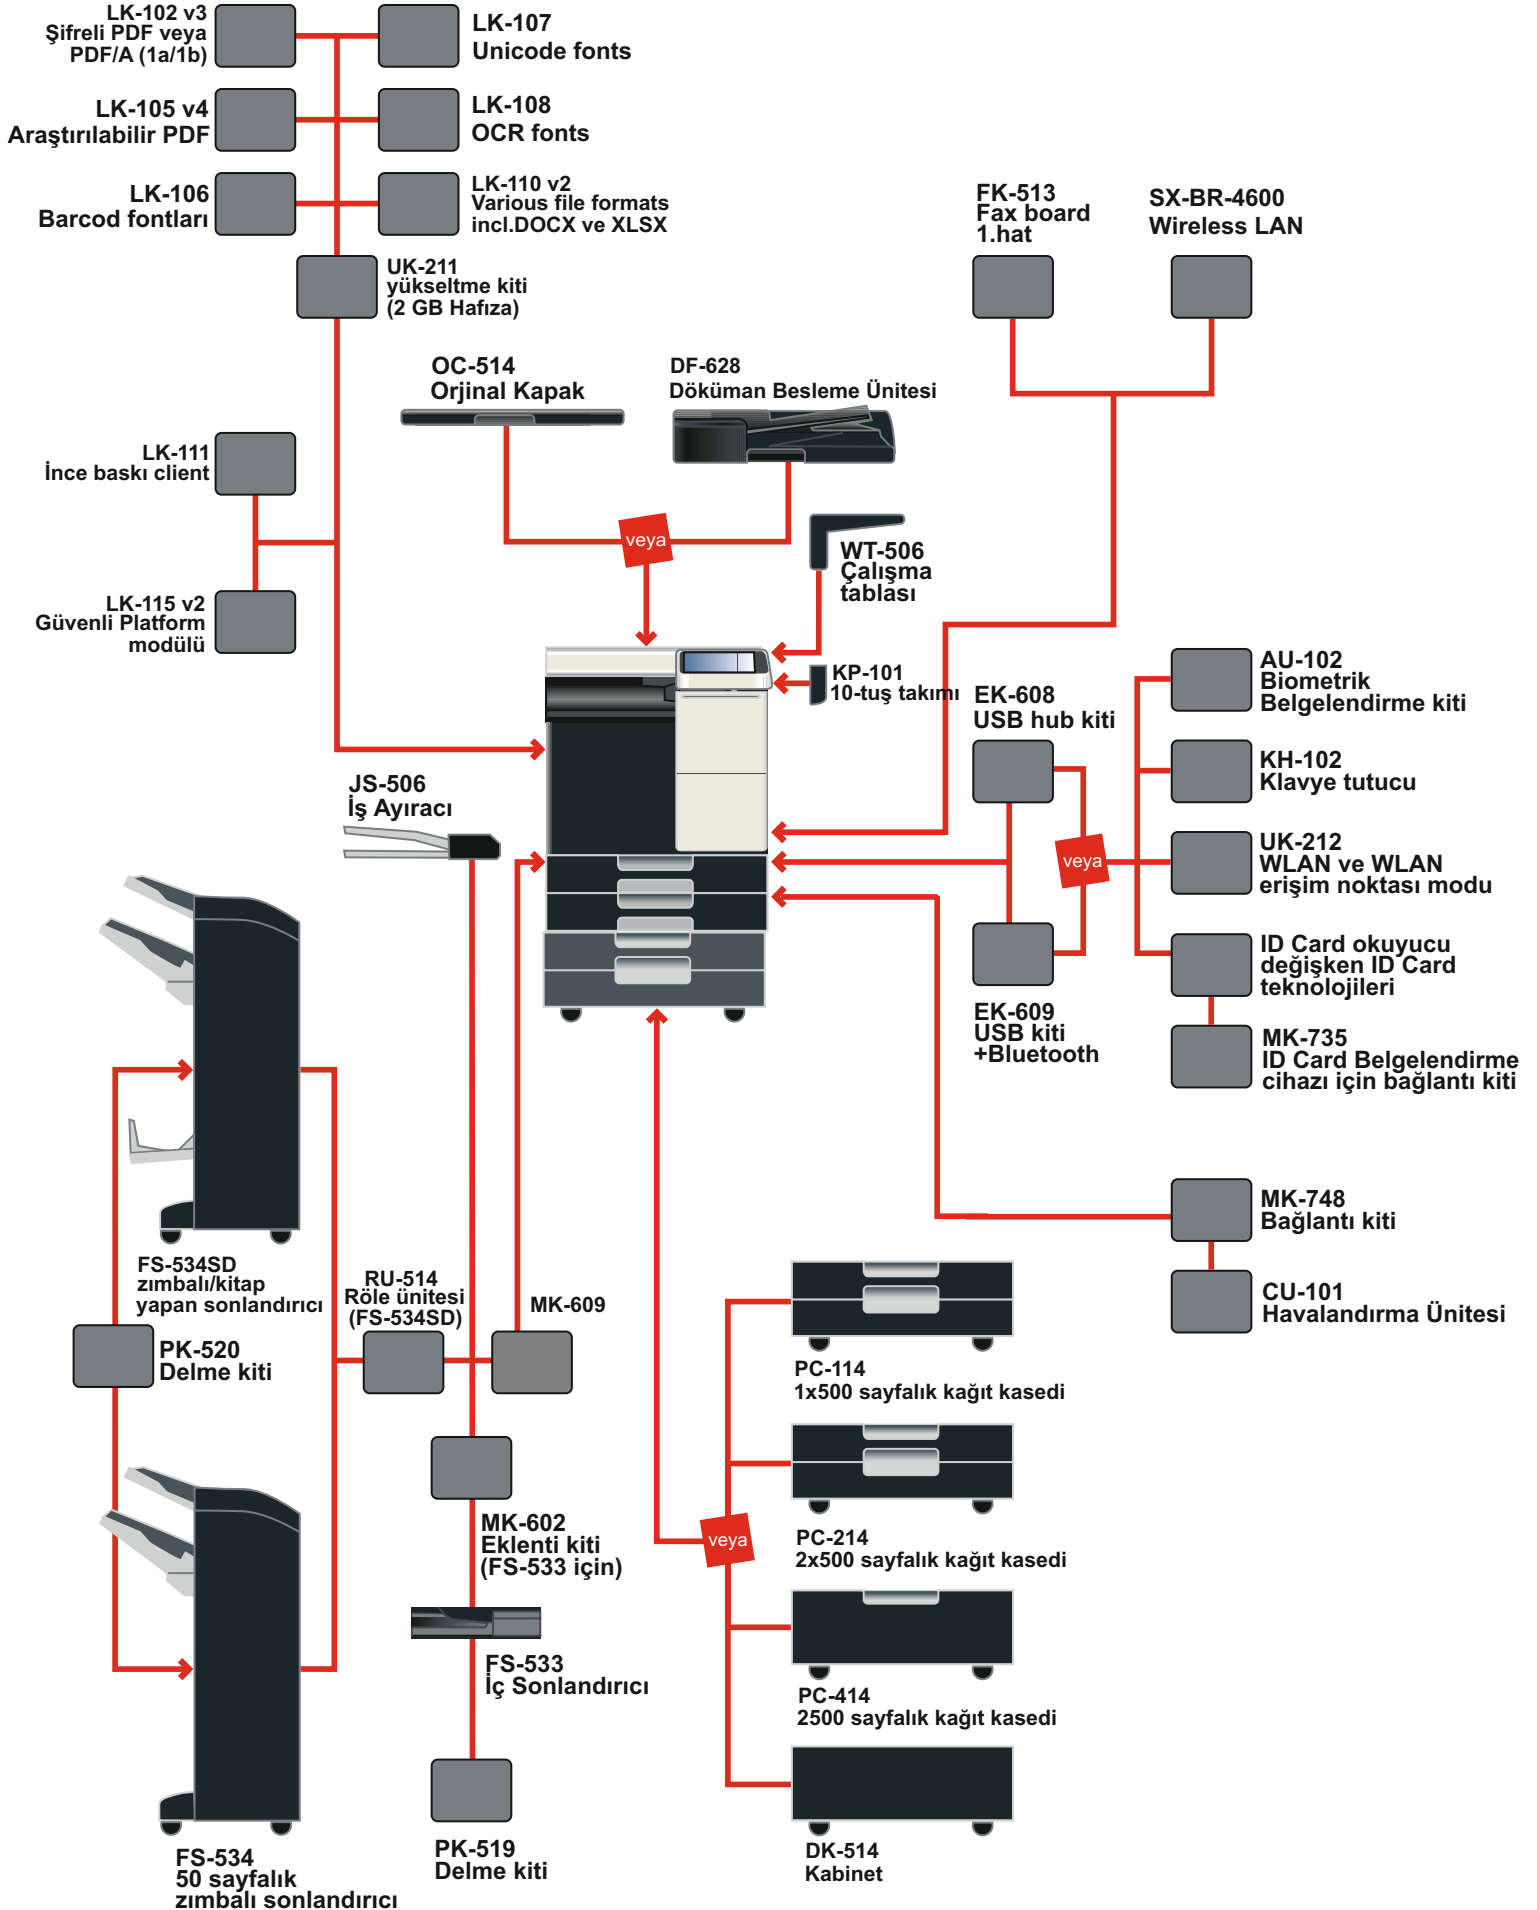 LK-102 v3
Şifreli PDF veya
PDF/A (1a/1b)
LK-107
Unicode fonts
LK-105 v4
Araştırılabilir PDF
LK-108
OCR fonts
LK-106
Barcod fontları
LK-110 v2
Various file formats
incl.DOCX ve XLSX
UK-211
yükseltme kiti
(2 GB Hafıza)
FK-513
Fax board
1.hat
SX-BR-4600
Wireless LAN
OC-514
Orjinal Kapak
DF-628
Döküman Besleme Ünitesi
LK-111
İnce baskı client
veya
WT-506
Çalışma
tablası
LK-115 v2
Güvenli Platform
modülü
KP-101
10-tuş takımı
EK-608
USB hub kiti
AU-102
Biometrik
Belgelendirme kiti
KH-102
Klavye tutucu
JS-506
İş Ayıracı
veya
UK-212
WLAN ve WLAN
erişim noktası modu
ID Card okuyucu
değişken ID Card
teknolojileri
EK-609
USB kiti
+Bluetooth
MK-735
ID Card Belgelendirme
cihazı için bağlantı kiti
MK-748
Bağlantı kiti
CU-101
Havalandırma Ünitesi
FS-534SD
zımbalı/kitap
yapan sonlandırıcı
RU-514
Röle ünitesi
(FS-534SD)
MK-609
PK-520
Delme kiti
PC-114
1x500 sayfalık kağıt kasedi
MK-602
Eklenti kiti
(FS-533 için)
veya
PC-214
2x500 sayfalık kağıt kasedi
FS-533
İç Sonlandırıcı
PC-414
2500 sayfalık kağıt kasedi
PK-519
Delme kiti
DK-514
Kabinet
FS-534
50 sayfalık
zımbalı sonlandırıcı